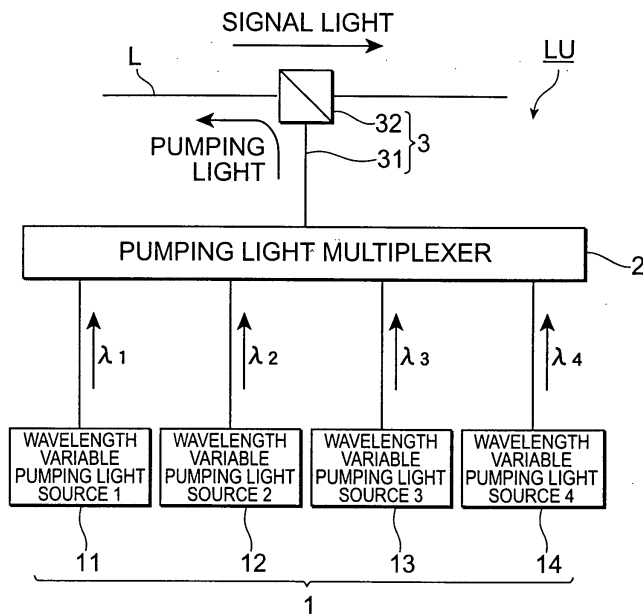 SIGNAL LIGHT
L
LU
32
31
3
PUMPING
LIGHT
PUMPING LIGHT MULTIPLEXER
2
λ1
λ2
λ3
λ4
WAVELENGTH
VARIABLE
PUMPING LIGHT
SOURCE 1
WAVELENGTH
VARIABLE
PUMPING LIGHT
SOURCE 2
WAVELENGTH
VARIABLE
PUMPING LIGHT
SOURCE 3
WAVELENGTH
VARIABLE
PUMPING LIGHT
SOURCE 4
11
12
13
14
1